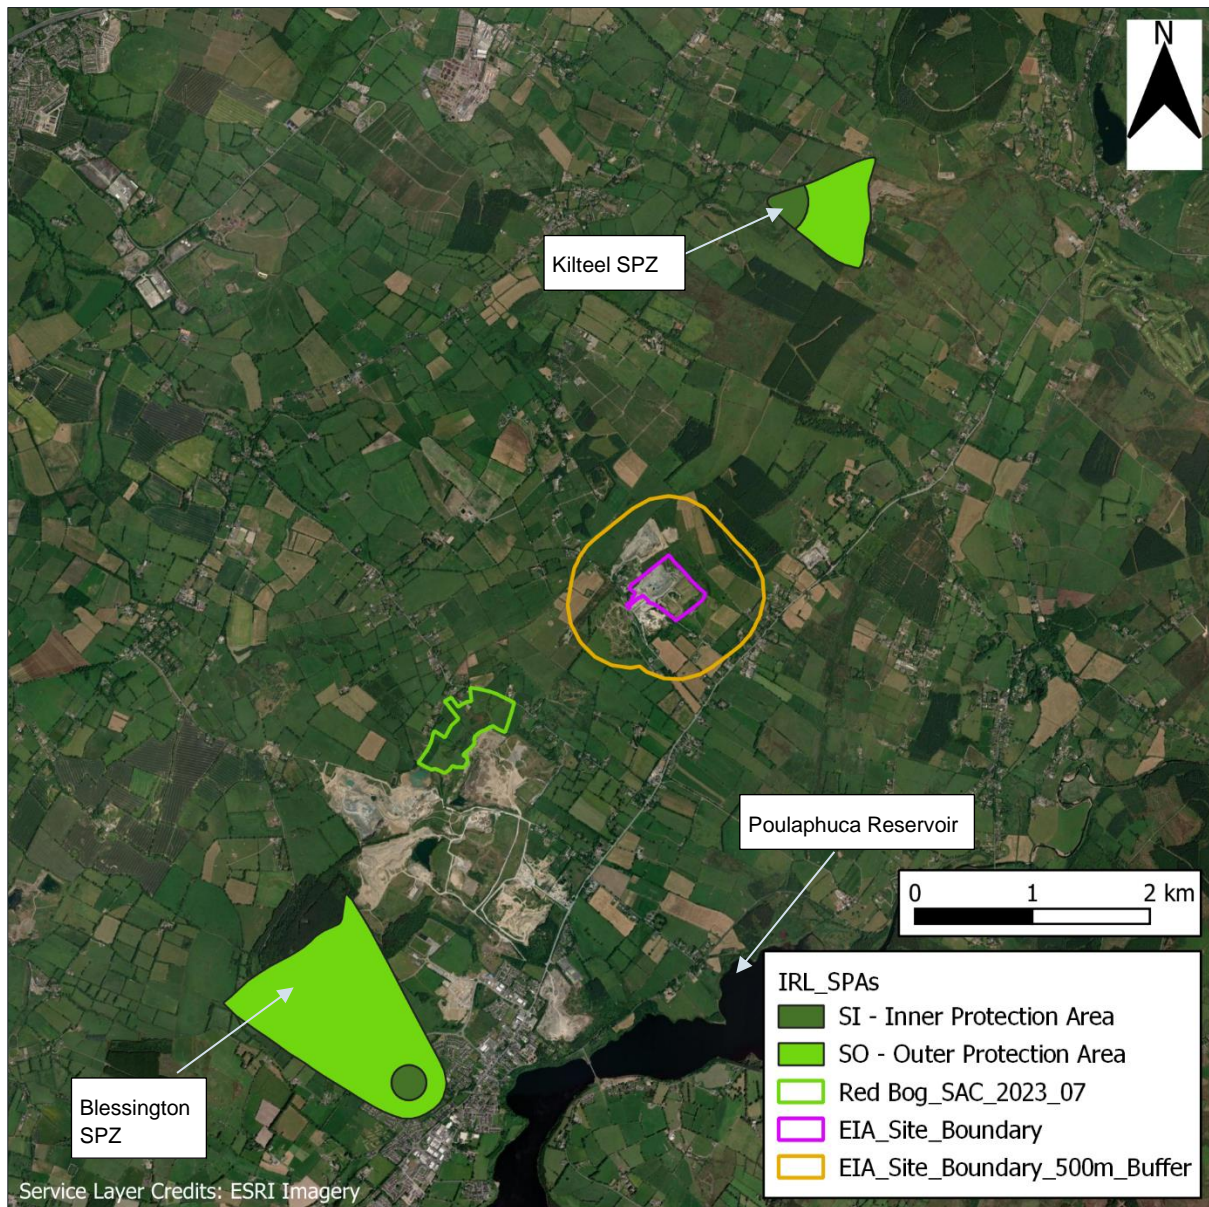 N
Kilteel SPZ
Poulaphuca Reservoir
0 1 2 km
IRL_SPAs
SI - Inner Protection Area
SO - Outer Protection Area
Red Bog_SAC_2023_07
EIA_Site_Boundary
EIA_Site_Boundary_500m_Buffer
Blessington
SPZ
Service Layer Credits: ESRI Imagery